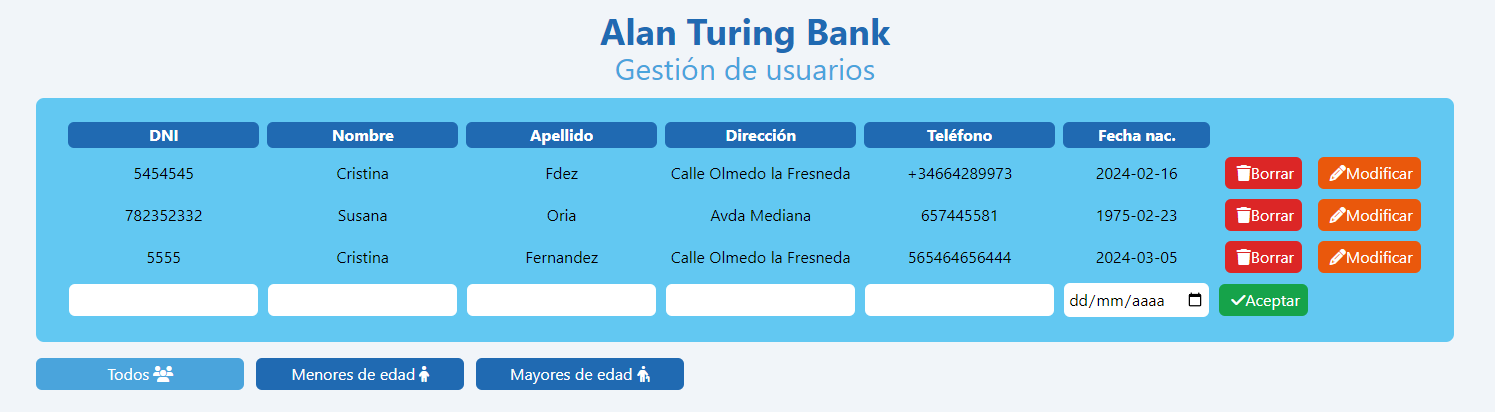 Alan Turing Bank
Gestión de usuarios
DNI Nombre Apellido Dirección Teléfono Fecha nac.
5454545 Cristina Fdez Calle Olmedo la Fresneda +34664289973 2024-02-16 Borrar Modificar
782352332 Susana Oria Avda Mediana 657445581 1975-02-23 Borrar Modificar
5555 Cristina Fernandez Calle Olmedo la Fresneda 565464656444 2024-03-05 Borrar Modificar
dd/mm/aaaa Aceptar
Todos Menores de edad Mayores de edad